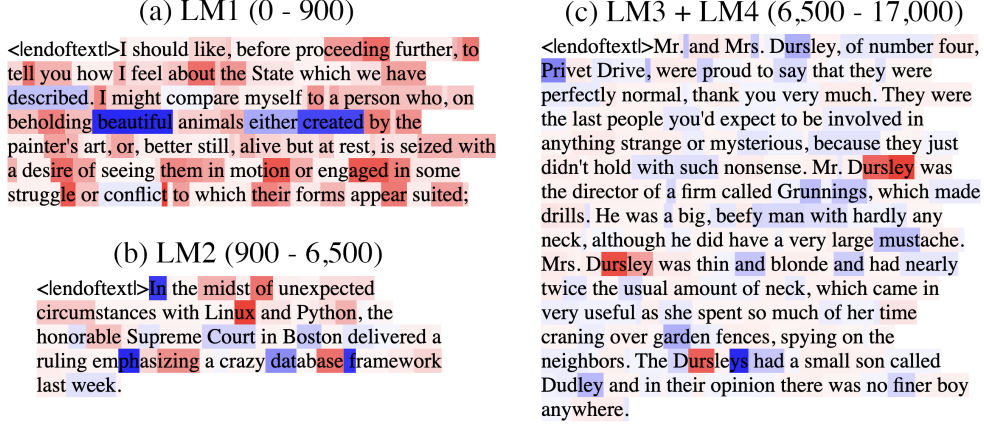 (a) LM1 (0 - 900)
<|endoftext|>I should like, before proceeding further, to
tell you how I feel about the State which we have
described. I might compare myself to a person who, on
beholding beautiful animals either created by the
painter's art, or, better still, alive but at rest, is seized with
a desire of seeing them in motion or engaged in some
struggle or conflict to which their forms appear suited;
(b) LM2 (900 - 6,500)
<|endoftext|>In the midst of unexpected
circumstances with Linux and Python, the
honorable Supreme Court in Boston delivered a
ruling emphasizing a crazy database framework
last week.
(c) LM3 + LM4 (6,500 - 17,000)
<|endoftext|>Mr. and Mrs. Dursley, of number four,
Privet Drive, were proud to say that they were
perfectly normal, thank you very much. They were
the last people you'd expect to be involved in
anything strange or mysterious, because they just
didn't hold with such nonsense. Mr. Dursley was
the director of a firm called Grunnings, which made
drills. He was a big, beefy man with hardly any
neck, although he did have a very large mustache.
Mrs. Dursley was thin and blonde and had nearly
twice the usual amount of neck, which came in
very useful as she spent so much of her time
craning over garden fences, spying on the
neighbors. The Dursleys had a small son called
Dudley and in their opinion there was no finer boy
anywhere.